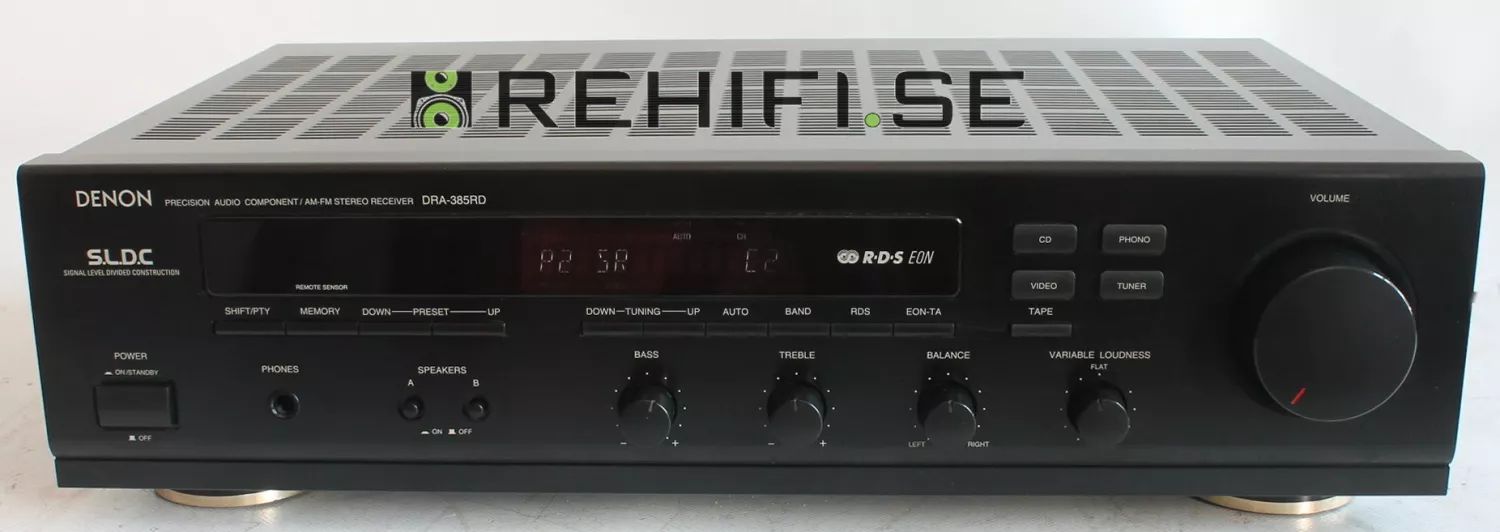 REHIFI.SE
DENON PRECISION AUDIO COMPONENT / AM-FM STEREO RECEIVER DRA-385RD
VOLUME
S.L.D.C
SIGNAL LEVEL DIVIDED CONSTRUCTION
AUTO CH
P2 SR C2
R·D·S EON
REMOTE SENSOR
CD PHONO
VIDEO TUNER
TAPE
SHIFT/PTY MEMORY DOWN PRESET UP
DOWN TUNING UP AUTO BAND RDS EON-TA
POWER
ON/STANDBY
OFF
PHONES
SPEAKERS
A B
ON OFF
BASS
- +
TREBLE
- +
BALANCE
LEFT RIGHT
VARIABLE LOUDNESS
FLAT